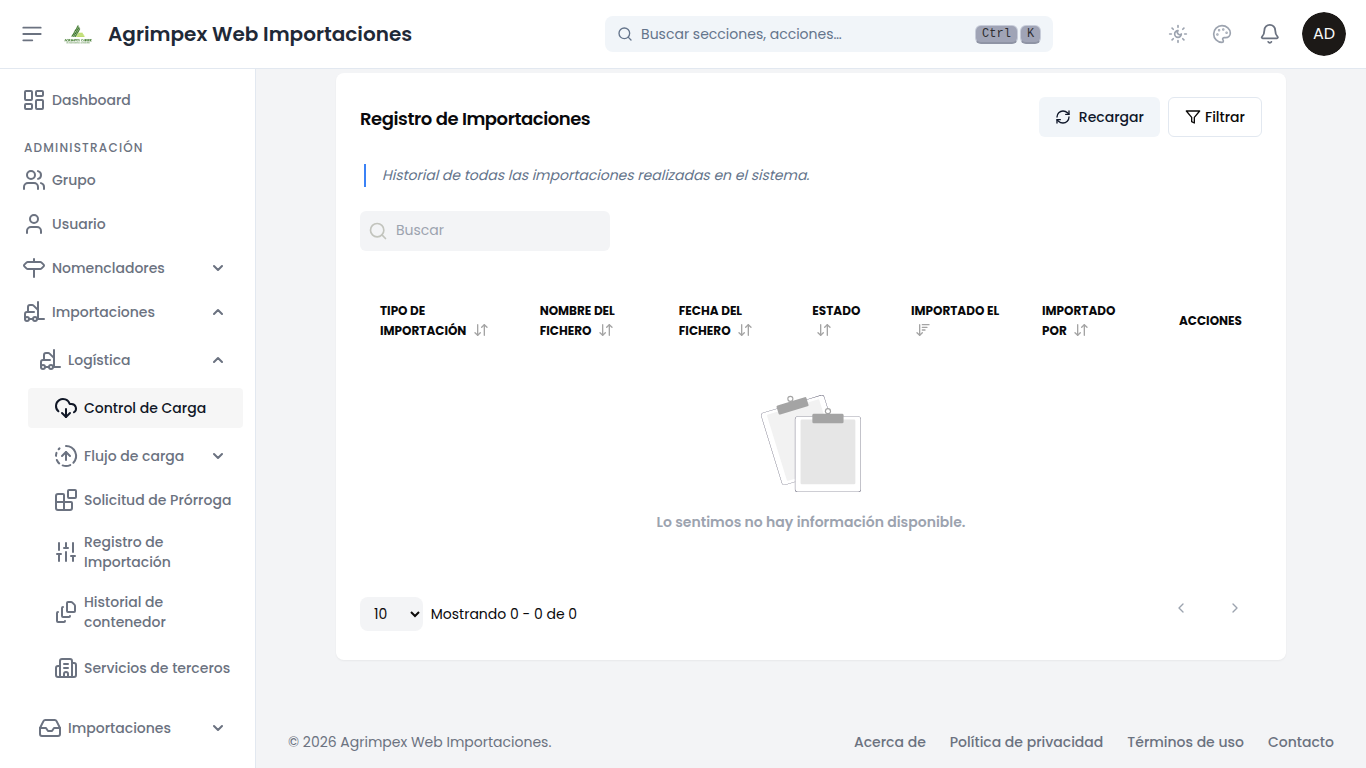 Agrimpex Web Importaciones
Buscar secciones, acciones...
Ctrl K
AD
Dashboard
ADMINISTRACIÓN
Grupo
Usuario
Nomencladores
Importaciones
Logística
Control de Carga
Flujo de carga
Solicitud de Prórroga
Registro de
Importación
Historial de
contenedor
Servicios de terceros
Importaciones
Registro de Importaciones
Recargar
Filtrar
Historial de todas las importaciones realizadas en el sistema.
Buscar
TIPO DE
IMPORTACIÓN
NOMBRE DEL
FICHERO
FECHA DEL
FICHERO
ESTADO
IMPORTADO EL
IMPORTADO
POR
ACCIONES
Lo sentimos no hay información disponible.
10
Mostrando 0 - 0 de 0
© 2026 Agrimpex Web Importaciones.
Acerca de
Política de privacidad
Términos de uso
Contacto